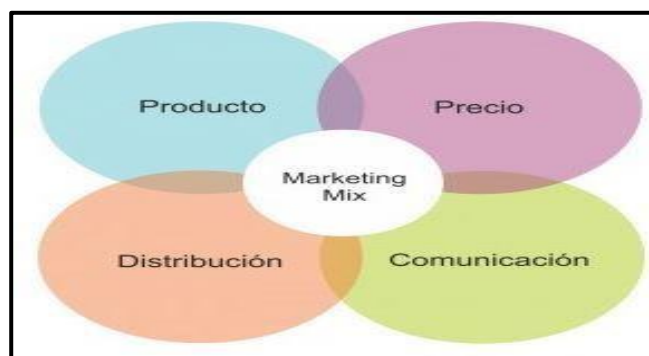 Producto
Precio
Marketing
Mix
Distribución
Comunicación